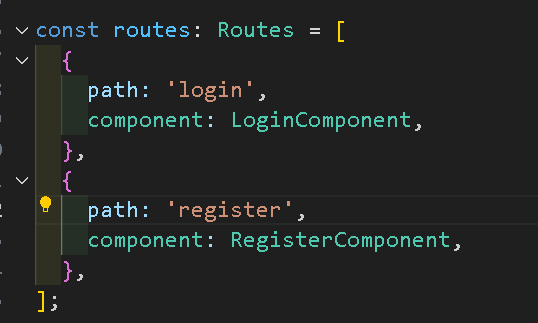 const routes: Routes = [
{
path: 'login',
component: LoginComponent,
},
{
path: 'register',
component: RegisterComponent,
},
];